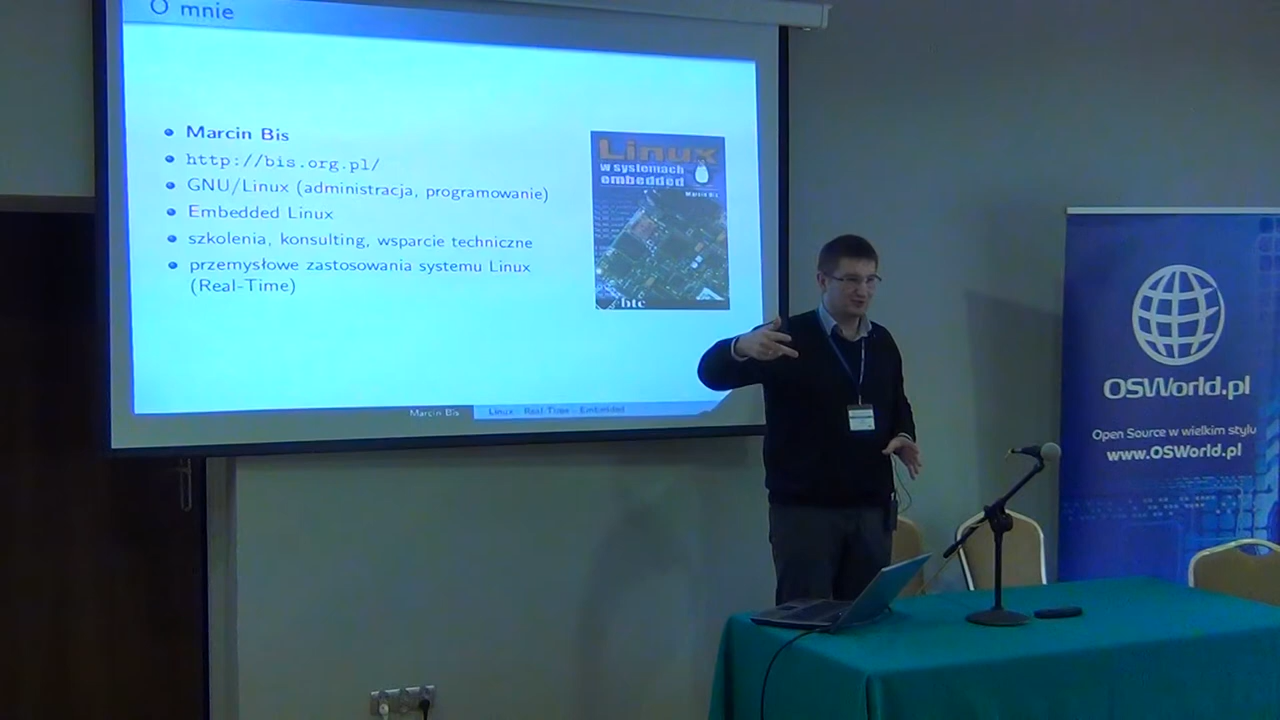 O mnie
Marcin Bis
http://bis.org.pl/
GNU/Linux (administracja, programowanie)
Embedded Linux
szkolenia, konsulting, wsparcie techniczne
przemysłowe zastosowania systemu Linux
(Real-Time)
Linux
w systemach
embedded
Marcin Bis
btc
Marcin Bis
Linux - Real-Time - Embedded
OSWorld.pl
Open Source w wielkim stylu
www.OSWorld.pl